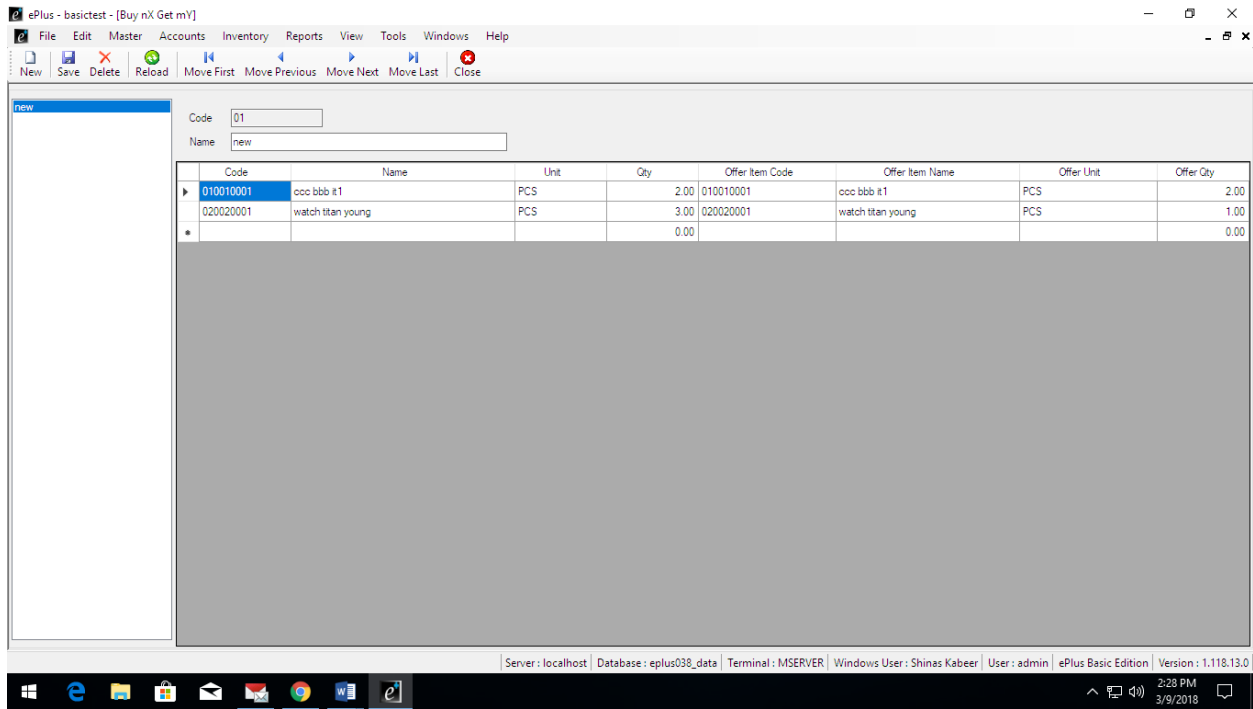 ePlus - basictest - [Buy nX Get mY]
File Edit Master Accounts Inventory Reports View Tools Windows Help
New Save Delete Reload Move First Move Previous Move Next Move Last Close
new
Code 01
Name new
Code Name Unit Qty Offer Item Code Offer Item Name Offer Unit Offer Qty
010010001 ccc bbb it1 PCS 2.00 010010001 ccc bbb it1 PCS 2.00
020020001 watch titan young PCS 3.00 020020001 watch titan young PCS 1.00
0.00 0.00
Server : localhost Database : eplus038_data Terminal : MSERVER Windows User : Shinas Kabeer User : admin ePlus Basic Edition Version : 1.118.13.0
2:28 PM
3/9/2018